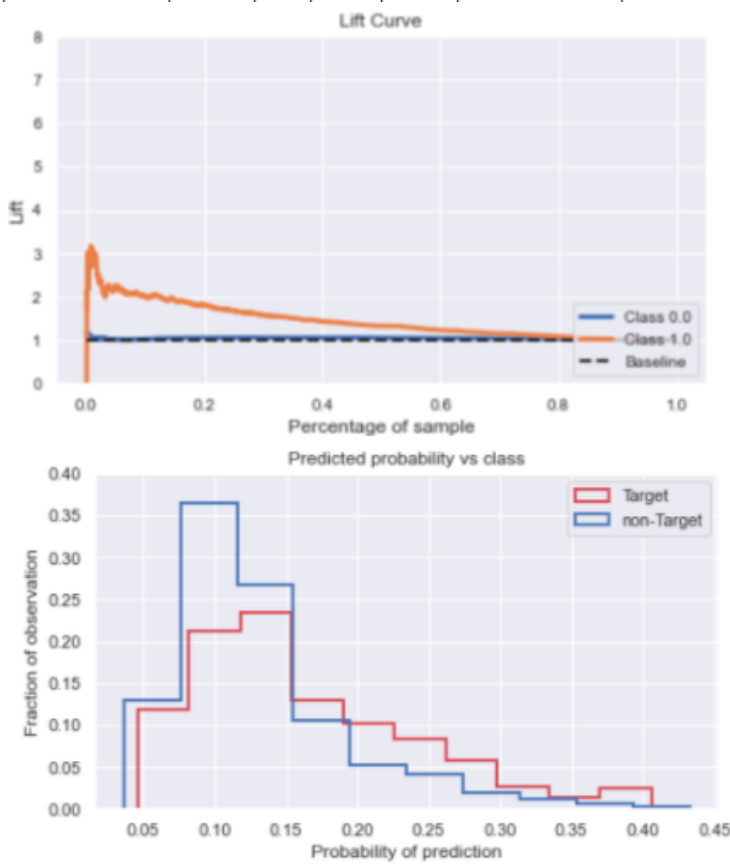 Lift Curve
8
7
6
5
4
3
2
1
0
Lift
Class 0.0
Class 1.0
Baseline
0.0 0.2 0.4 0.6 0.8 1.0
Percentage of sample
Predicted probability vs class
0.40
0.35
0.30
0.25
0.20
0.15
0.10
0.05
0.00
Fraction of observation
Target
non-Target
0.05 0.10 0.15 0.20 0.25 0.30 0.35 0.40 0.45
Probability of prediction